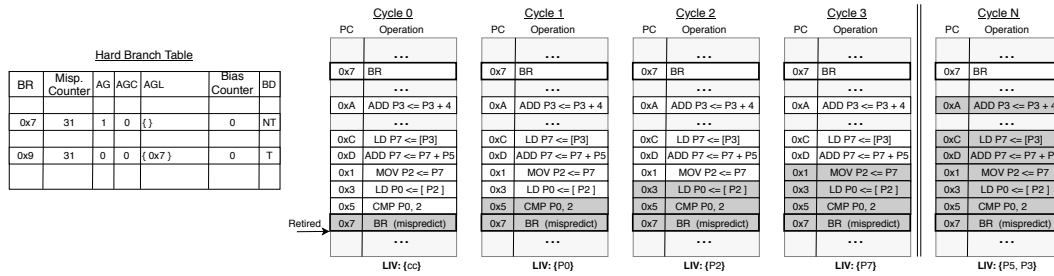 Hard Branch Table
BR Misp. Counter AG AGC AGL Bias Counter BD
0x7 31 1 0 { } 0 NT
0x9 31 0 0 { 0x7 } 0 T
Retired
Cycle 0
PC Operation
...
0x7 BR
...
0xA ADD P3 <= P3 + 4
...
0xC LD P7 <= [P3]
0xD ADD P7 <= P7 + P5
0x1 MOV P2 <= P7
0x3 LD P0 <= [ P2 ]
0x5 CMP P0, 2
0x7 BR (mispredict)
...
LIV: {cc}
Cycle 1
PC Operation
...
0x7 BR
...
0xA ADD P3 <= P3 + 4
...
0xC LD P7 <= [P3]
0xD ADD P7 <= P7 + P5
0x1 MOV P2 <= P7
0x3 LD P0 <= [ P2 ]
0x5 CMP P0, 2
0x7 BR (mispredict)
...
LIV: {P0}
Cycle 2
PC Operation
...
0x7 BR
...
0xA ADD P3 <= P3 + 4
...
0xC LD P7 <= [P3]
0xD ADD P7 <= P7 + P5
0x1 MOV P2 <= P7
0x3 LD P0 <= [ P2 ]
0x5 CMP P0, 2
0x7 BR (mispredict)
...
LIV: {P2}
Cycle 3
PC Operation
...
0x7 BR
...
0xA ADD P3 <= P3 + 4
...
0xC LD P7 <= [P3]
0xD ADD P7 <= P7 + P5
0x1 MOV P2 <= P7
0x3 LD P0 <= [ P2 ]
0x5 CMP P0, 2
0x7 BR (mispredict)
...
LIV: {P7}
Cycle N
PC Operation
...
0x7 BR
...
0xA ADD P3 <= P3 + 4
...
0xC LD P7 <= [P3]
0xD ADD P7 <= P7 + P
0x1 MOV P2 <= P7
0x3 LD P0 <= [ P2 ]
0x5 CMP P0, 2
0x7 BR (mispredict)
...
LIV: {P5, P3}